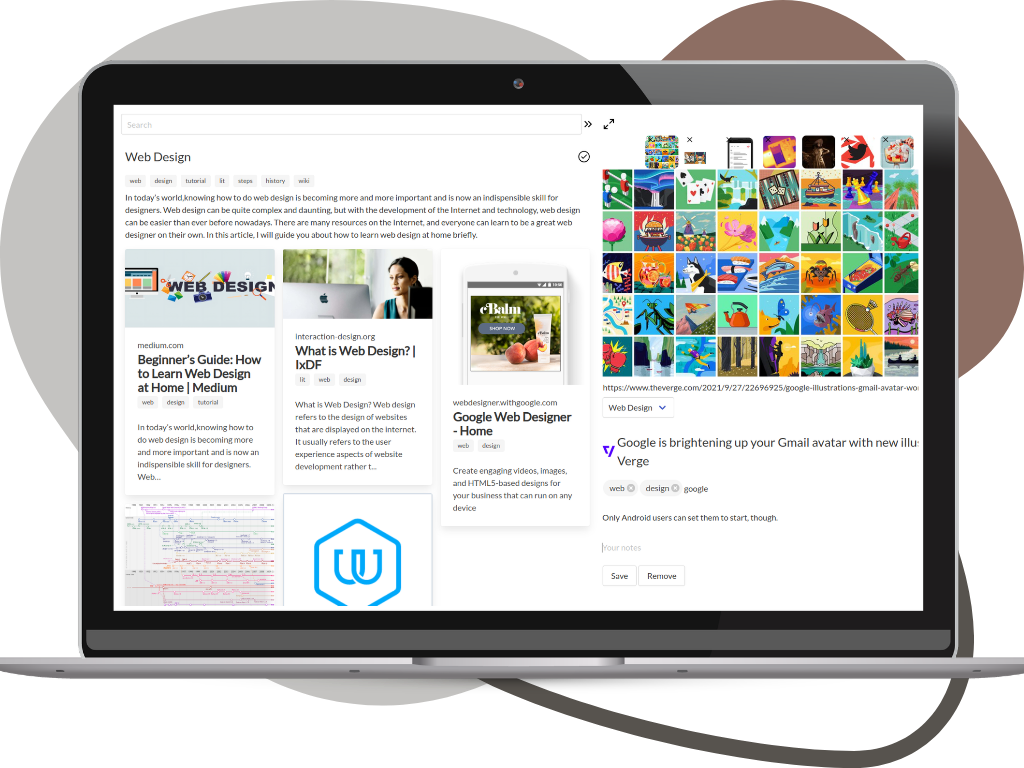 Search
Web Design
web design tutorial lit steps history wiki
In today's world,knowing how to do web design is becoming more and more important and is now an indispensible skill for
designers. Web design can be quite complex and daunting, but with the development of the Internet and technology, web design
can be easier than ever before nowadays. There are many resources on the Internet, and everyone can learn to be a great web
designer on their own. In this article, I will guide you about how to learn web design at home briefly.
WEB DESIGN
medium.com
Beginner's Guide: How
to Learn Web Design
at Home | Medium
web design tutorial
In today's world,knowing how to
do web design is becoming more
and more important and is now an
indispensible skill for designers.
Web...
interaction-design.org
What is Web Design? |
IxDF
lit web design
What is Web Design? Web design
refers to the design of websites
that are displayed on the internet.
It usually refers to the user
experience aspects of website
development rather t...
eBalm
SHOP NOW
webdesigner.withgoogle.com
Google Web Designer
- Home
web design
Create engaging videos, images,
and HTML5-based designs for
your business that can run on any
device
https://www.theverge.com/2021/9/27/22696925/google-illustrations-gmail-avatar-wo
Web Design
Google is brightening up your Gmail avatar with new illus
Verge
web design google
Only Android users can set them to start, though.
Your notes
Save Remove